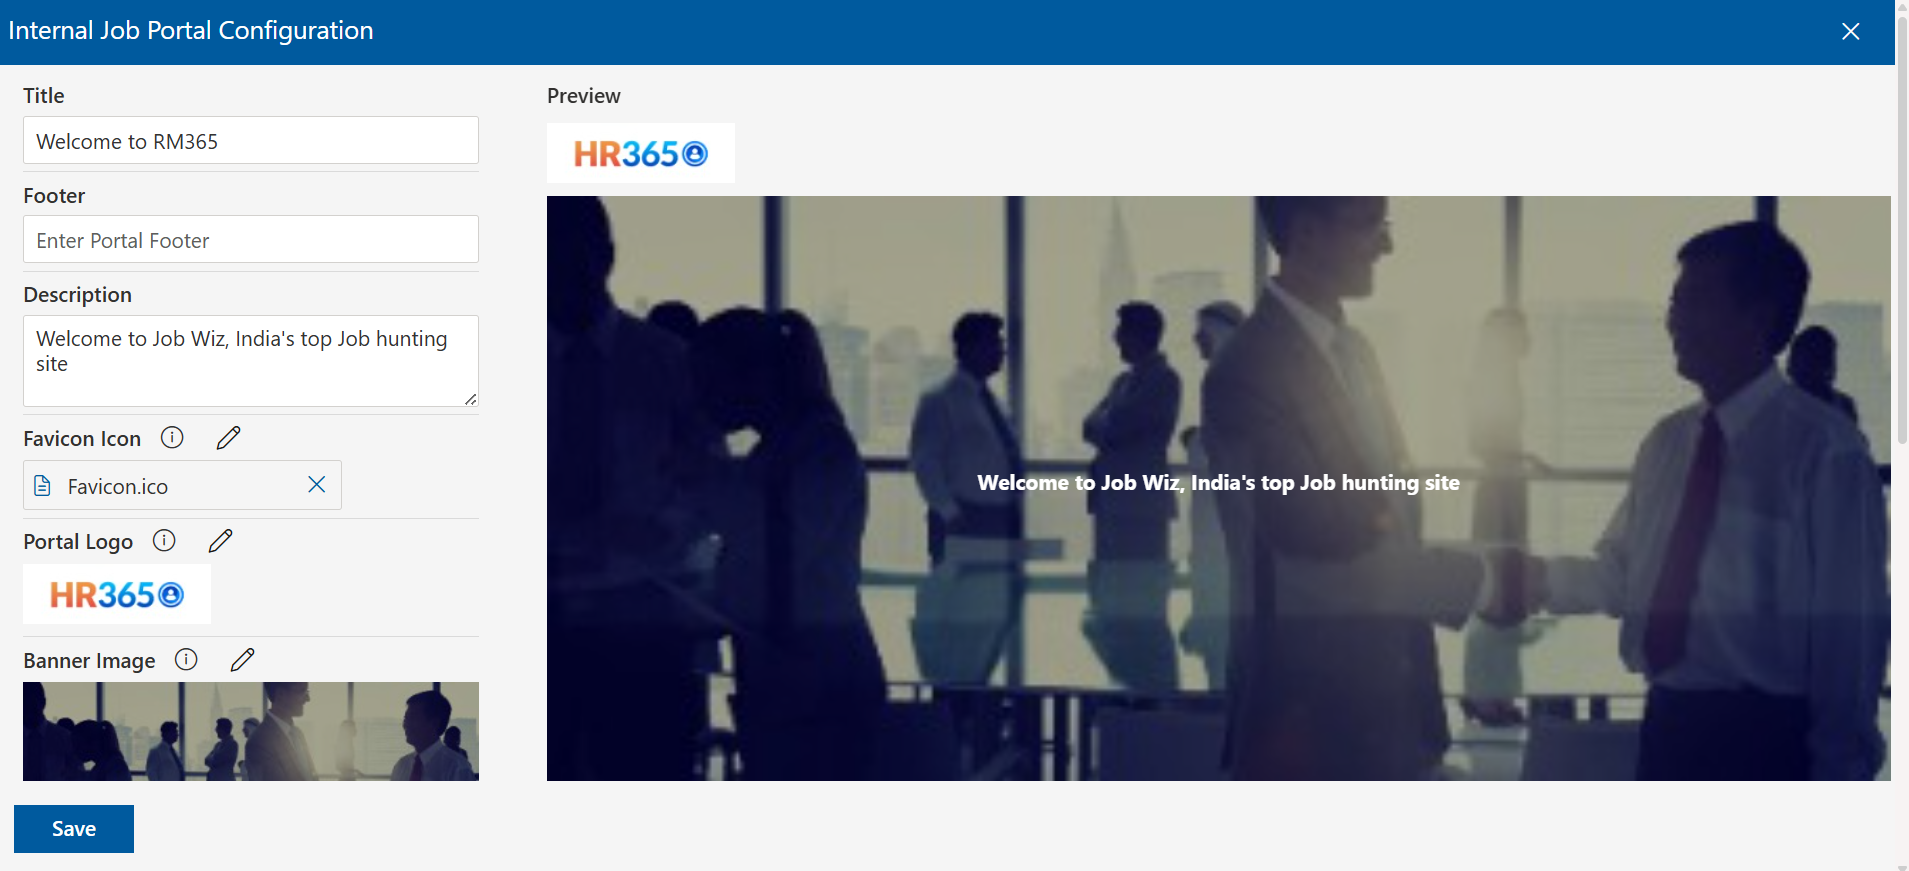 Internal Job Portal Configuration
Title
Welcome to RM365
Footer
Enter Portal Footer
Description
Welcome to Job Wiz, India's top Job hunting
site
Favicon Icon
Favicon.ico
Portal Logo
HR365
Banner Image
Save
Preview
HR365
Welcome to Job Wiz, India's top Job hunting site